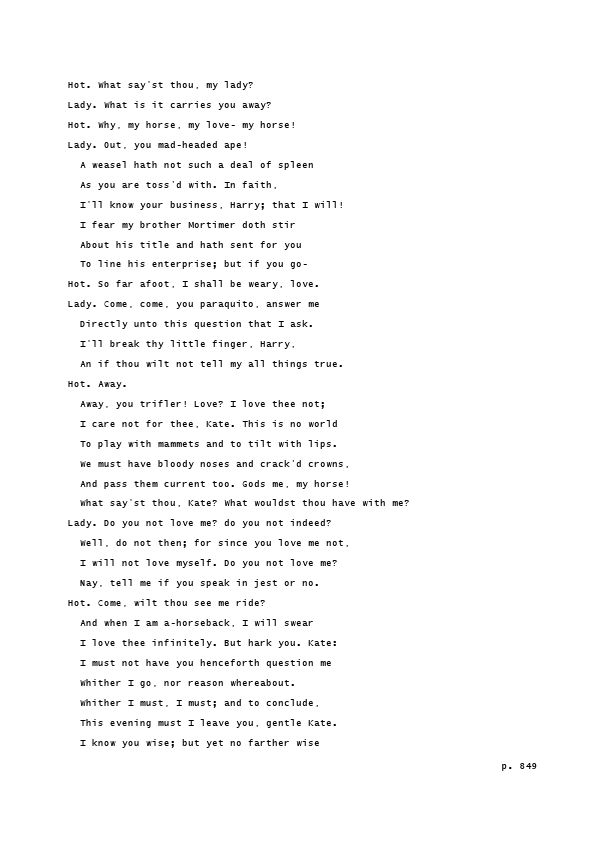 Hot. What say'st thou, my lady?
Lady. What is it carries you away?
Hot. Why, my horse, my love- my horse!
Lady. Out, you mad-headed ape!
A weasel hath not such a deal of spleen
As you are toss'd with. In faith,
I'll know your business, Harry; that I will!
I fear my brother Mortimer doth stir
About his title and hath sent for you
To line his enterprise; but if you go-
Hot. So far afoot, I shall be weary, love.
Lady. Come, come, you paraquito, answer me
Directly unto this question that I ask.
I'll break thy little finger, Harry,
An if thou wilt not tell my all things true.
Hot. Away.
Away, you trifler! Love? I love thee not;
I care not for thee, Kate. This is no world
To play with mammets and to tilt with lips.
We must have bloody noses and crack'd crowns,
And pass them current too. Gods me, my horse!
What say'st thou, Kate? What wouldst thou have with me?
Lady. Do you not love me? do you not indeed?
Well, do not then; for since you love me not,
I will not love myself. Do you not love me?
Nay, tell me if you speak in jest or no.
Hot. Come, wilt thou see me ride?
And when I am a-horseback, I will swear
I love thee infinitely. But hark you. Kate:
I must not have you henceforth question me
Whither I go, nor reason whereabout.
Whither I must, I must; and to conclude,
This evening must I leave you, gentle Kate.
I know you wise; but yet no farther wise
p. 849